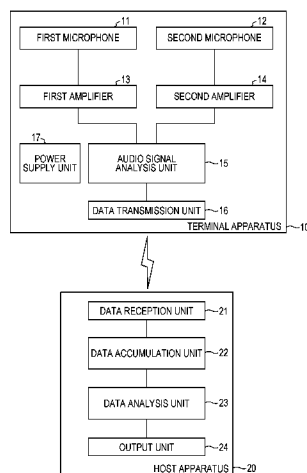 11
12
FIRST MICROPHONE
SECOND MICROPHONE
13
14
FIRST AMPLIFIER
SECOND AMPLIFIER
17
POWER
SUPPLY UNIT
AUDIO SIGNAL
ANALYSIS UNIT
15
DATA TRANSMISSION UNIT
16
TERMINAL APPARATUS
10
DATA RECEPTION UNIT
21
DATA ACCUMULATION UNIT
22
DATA ANALYSIS UNIT
23
OUTPUT UNIT
24
HOST APPARATUS
20